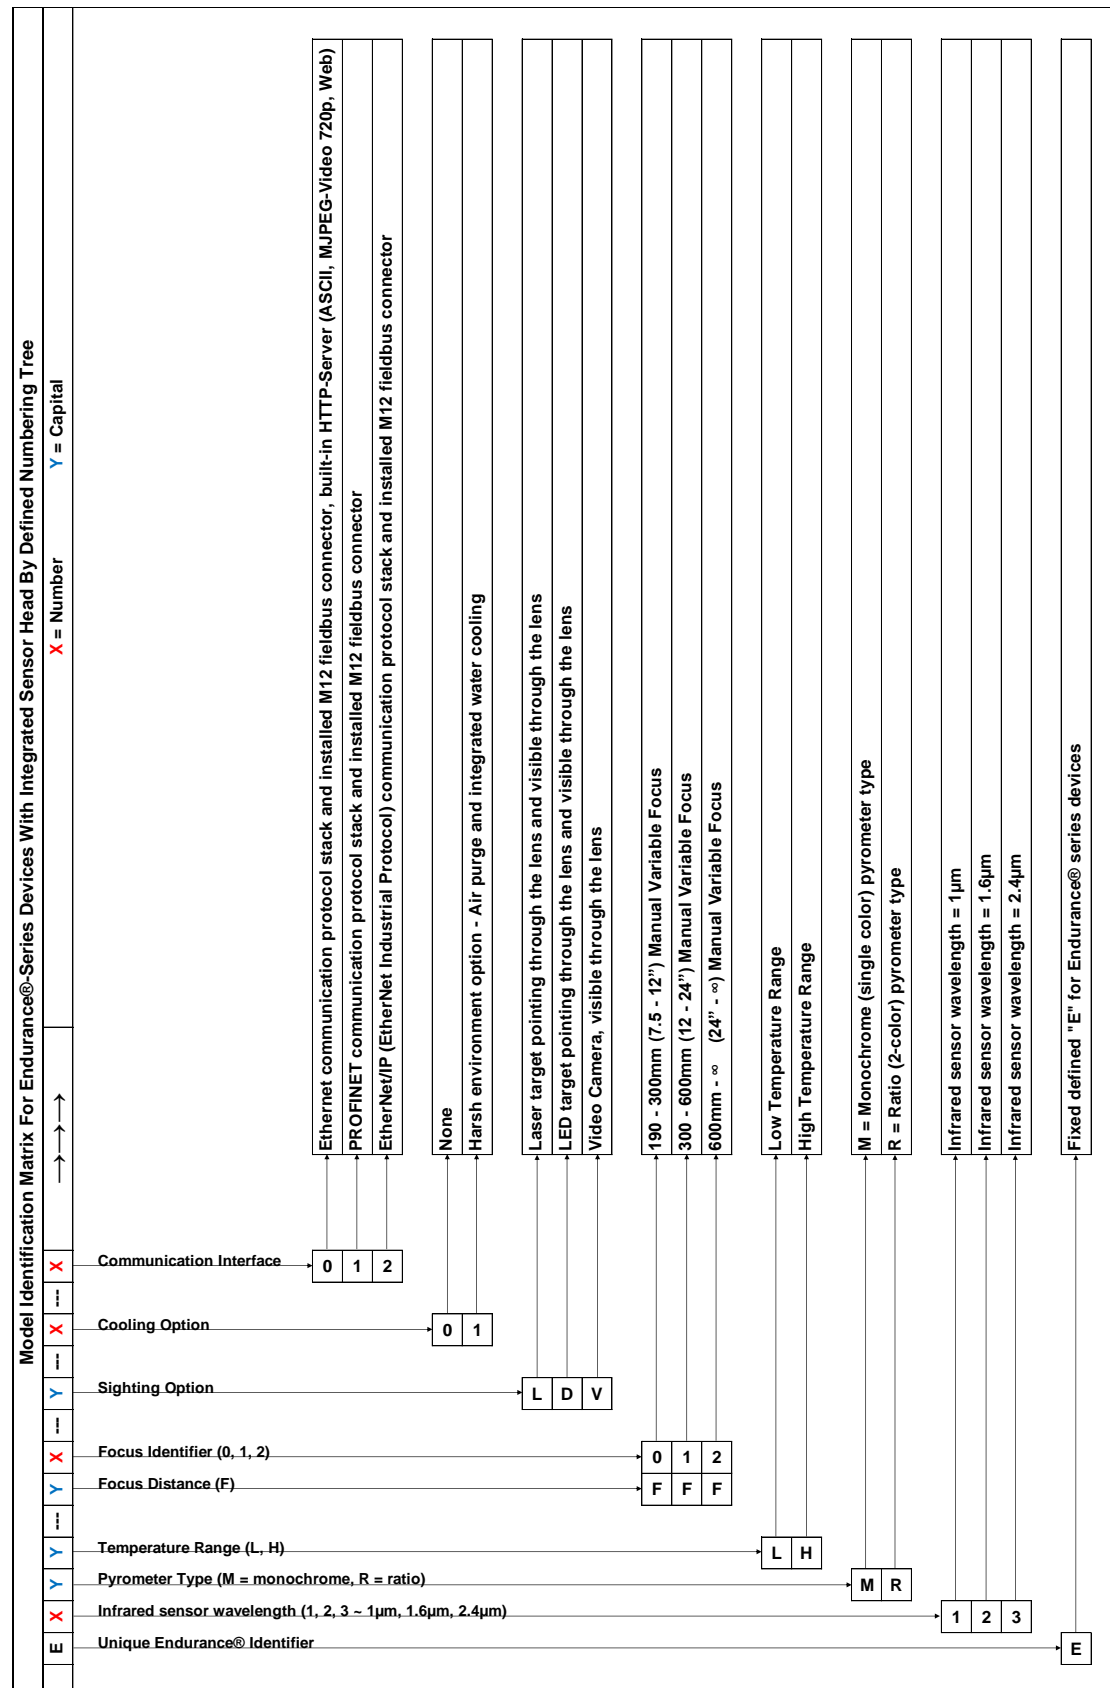 Model Identification Matrix For Endurance®-Series Devices With Integrated Sensor Head By Defined Numbering Tree
E X Y Y --- Y X --- Y --- X --- X →→→ X = Number Y = Capital
Communication Interface
0 1 2
Ethernet communication protocol stack and installed M12 fieldbus connector, built-in HTTP-Server (ASCII, MJPEG-Video 720p, Web)
PROFINET communication protocol stack and installed M12 fieldbus connector
EtherNet/IP (EtherNet Industrial Protocol) communication protocol stack and installed M12 fieldbus connector
Cooling Option
0 1
None
Harsh environment option - Air purge and integrated water cooling
Sighting Option
L D V
Laser target pointing through the lens and visible through the lens
LED target pointing through the lens and visible through the lens
Video Camera, visible through the lens
Focus Identifier (0, 1, 2)
0 1 2
Focus Distance (F)
F F F
190 - 300mm (7.5 - 12”) Manual Variable Focus
300 - 600mm (12 - 24”) Manual Variable Focus
600mm - ∞ (24” - ∞) Manual Variable Focus
Temperature Range (L, H)
L H
Low Temperature Range
High Temperature Range
Pyrometer Type (M = monochrome, R = ratio)
M R
M = Monochrome (single color) pyrometer type
R = Ratio (2-color) pyrometer type
Infrared sensor wavelength (1, 2, 3 ~ 1µm, 1.6µm, 2.4µm)
1 2 3
Infrared sensor wavelength = 1µm
Infrared sensor wavelength = 1.6µm
Infrared sensor wavelength = 2.4µm
Unique Endurance® Identifier
E
Fixed defined "E" for Endurance® series devices